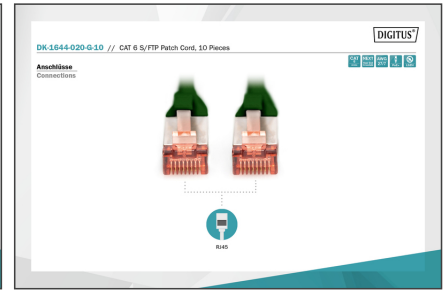 DIGITUS®
DK-1644-020-G-10 // CAT 6 S/FTP Patch Cord, 10 Pieces
Anschlüsse
Connections
RJ45